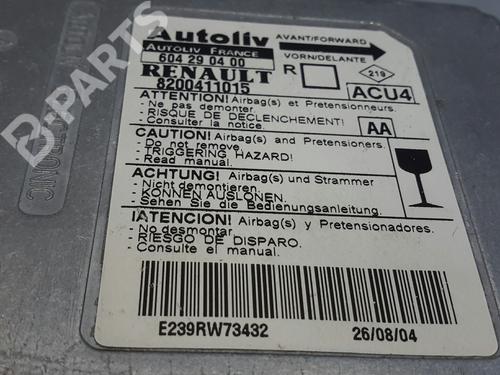 Autoliv
AUTOLIV FRANCE
604 29 04 00
RENAULT
8200411015
AVANT/FORWARD
VORN/DELANTE
R
219
ACU4
AA
ATTENTION! Airbag(s) et Pretensionneurs.
- Ne pas demonter.
- RISQUE DE DECLENCHEMENT!
- Consulter la notice.
CAUTION! Airbag(s) and Pretensioners.
- Do not remove.
- TRIGGERING HAZARD!
- Read manual.
ACHTUNG! Airbag(s) und Strammer
- Nicht demontieren.
- KONNEN AUSLONEN.
- Sehen Sie die Bedienungsanleitung.
¡ATENCION! Airbag(s) y Pretensionadores.
- No desmontar.
- RIESGO DE DISPARO.
- Consulte el manual.
E239RW73432
26/08/04
B-PARTS